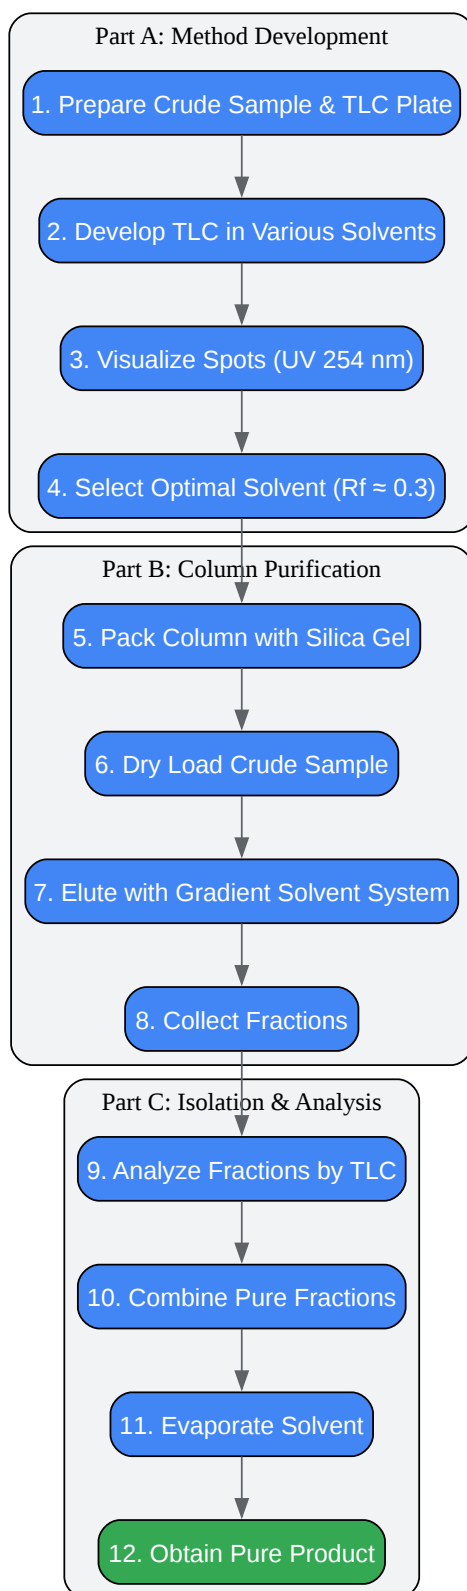 Part A: Method Development
1. Prepare Crude Sample & TLC Plate
2. Develop TLC in Various Solvents
3. Visualize Spots (UV 254 nm)
4. Select Optimal Solvent (Rf ≈ 0.3)
Part B: Column Purification
5. Pack Column with Silica Gel
6. Dry Load Crude Sample
7. Elute with Gradient Solvent System
8. Collect Fractions
Part C: Isolation & Analysis
9. Analyze Fractions by TLC
10. Combine Pure Fractions
11. Evaporate Solvent
12. Obtain Pure Product